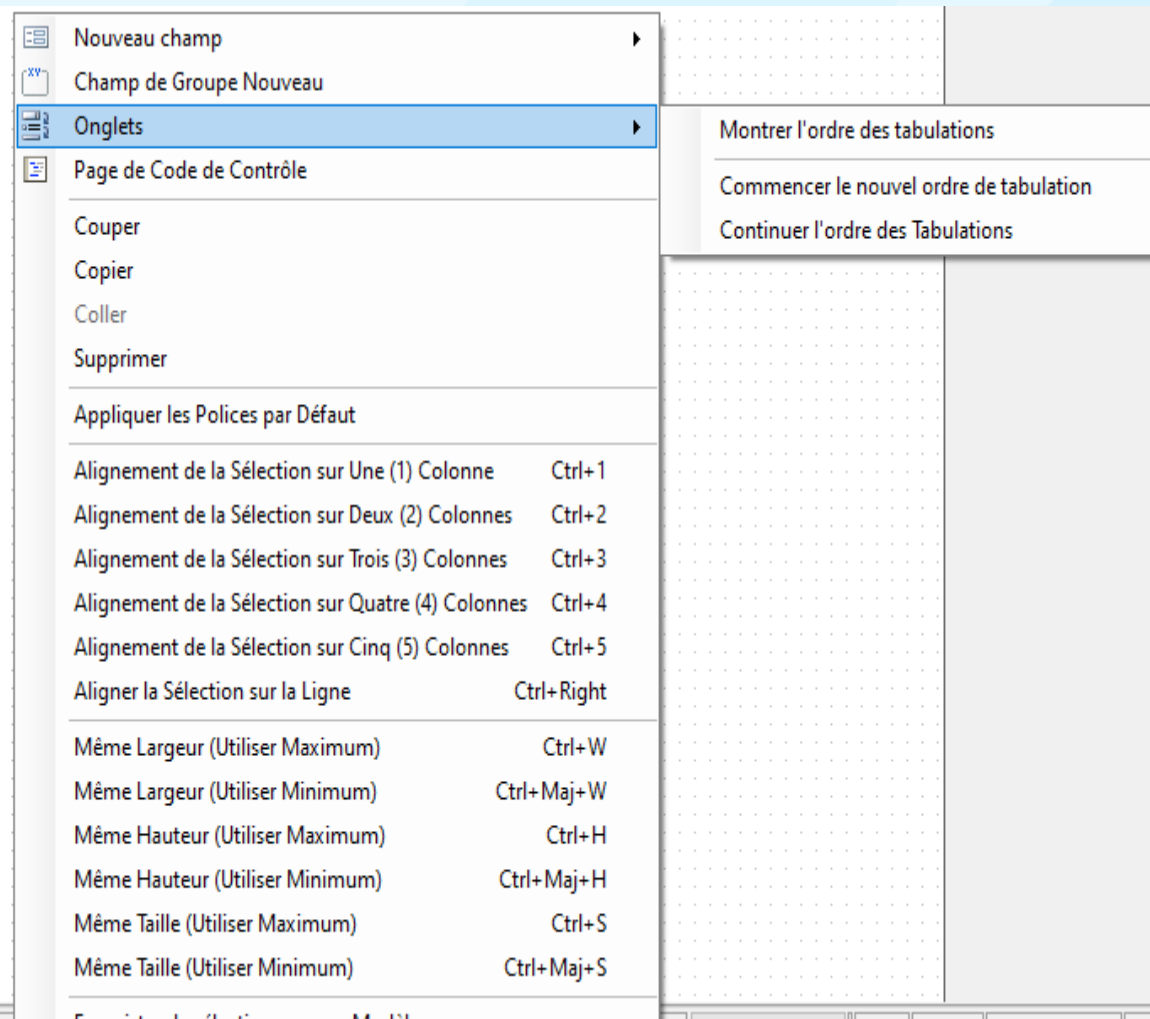 Nouveau champ
Champ de Groupe Nouveau
Onglets
Montrer l'ordre des tabulations
Commencer le nouvel ordre de tabulation
Continuer l'ordre des Tabulations
Page de Code de Contrôle
Couper
Copier
Coller
Supprimer
Appliquer les Polices par Défaut
Alignement de la Sélection sur Une (1) Colonne Ctrl+1
Alignement de la Sélection sur Deux (2) Colonnes Ctrl+2
Alignement de la Sélection sur Trois (3) Colonnes Ctrl+3
Alignement de la Sélection sur Quatre (4) Colonnes Ctrl+4
Alignement de la Sélection sur Cinq (5) Colonnes Ctrl+5
Aligner la Sélection sur la Ligne Ctrl+Right
Même Largeur (Utiliser Maximum) Ctrl+W
Même Largeur (Utiliser Minimum) Ctrl+Maj+W
Même Hauteur (Utiliser Maximum) Ctrl+H
Même Hauteur (Utiliser Minimum) Ctrl+Maj+H
Même Taille (Utiliser Maximum) Ctrl+S
Même Taille (Utiliser Minimum) Ctrl+Maj+S